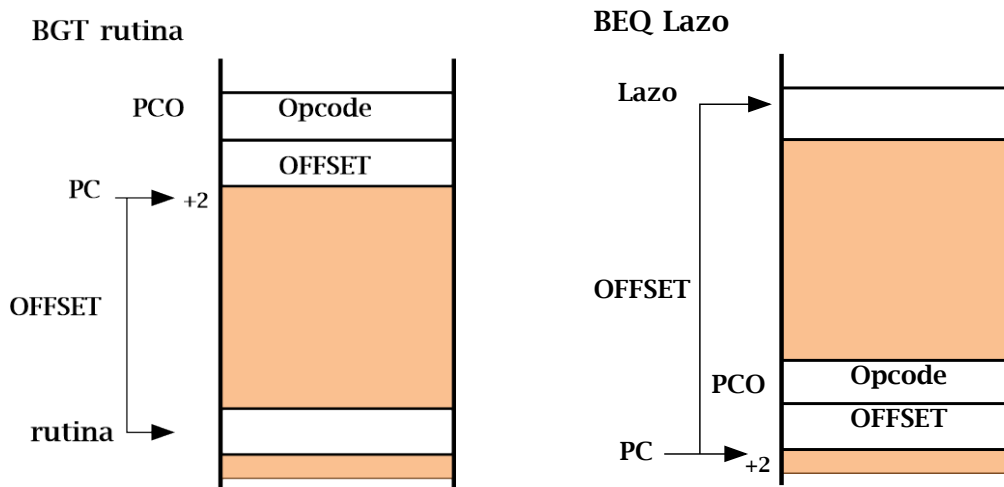 BGT rutina
PCO
Opcode
OFFSET
PC
+2
OFFSET
rutina
BEQ Lazo
Lazo
OFFSET
PCO
Opcode
OFFSET
PC
+2